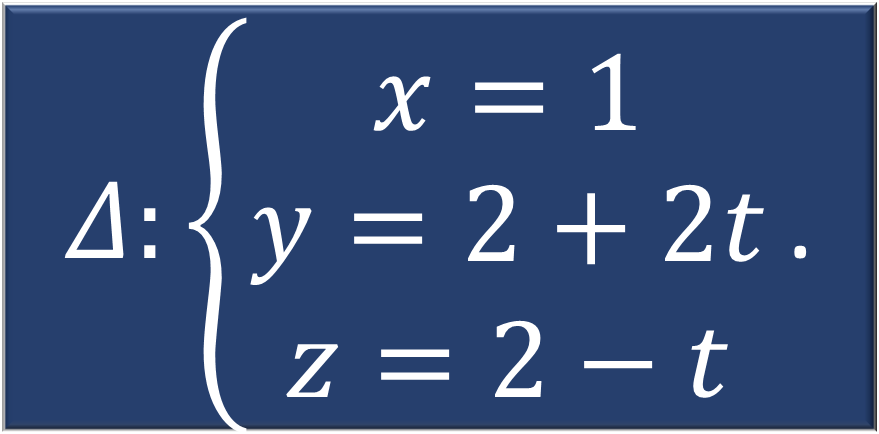 x = 1
Δ: { y = 2 + 2t .
z = 2 − t